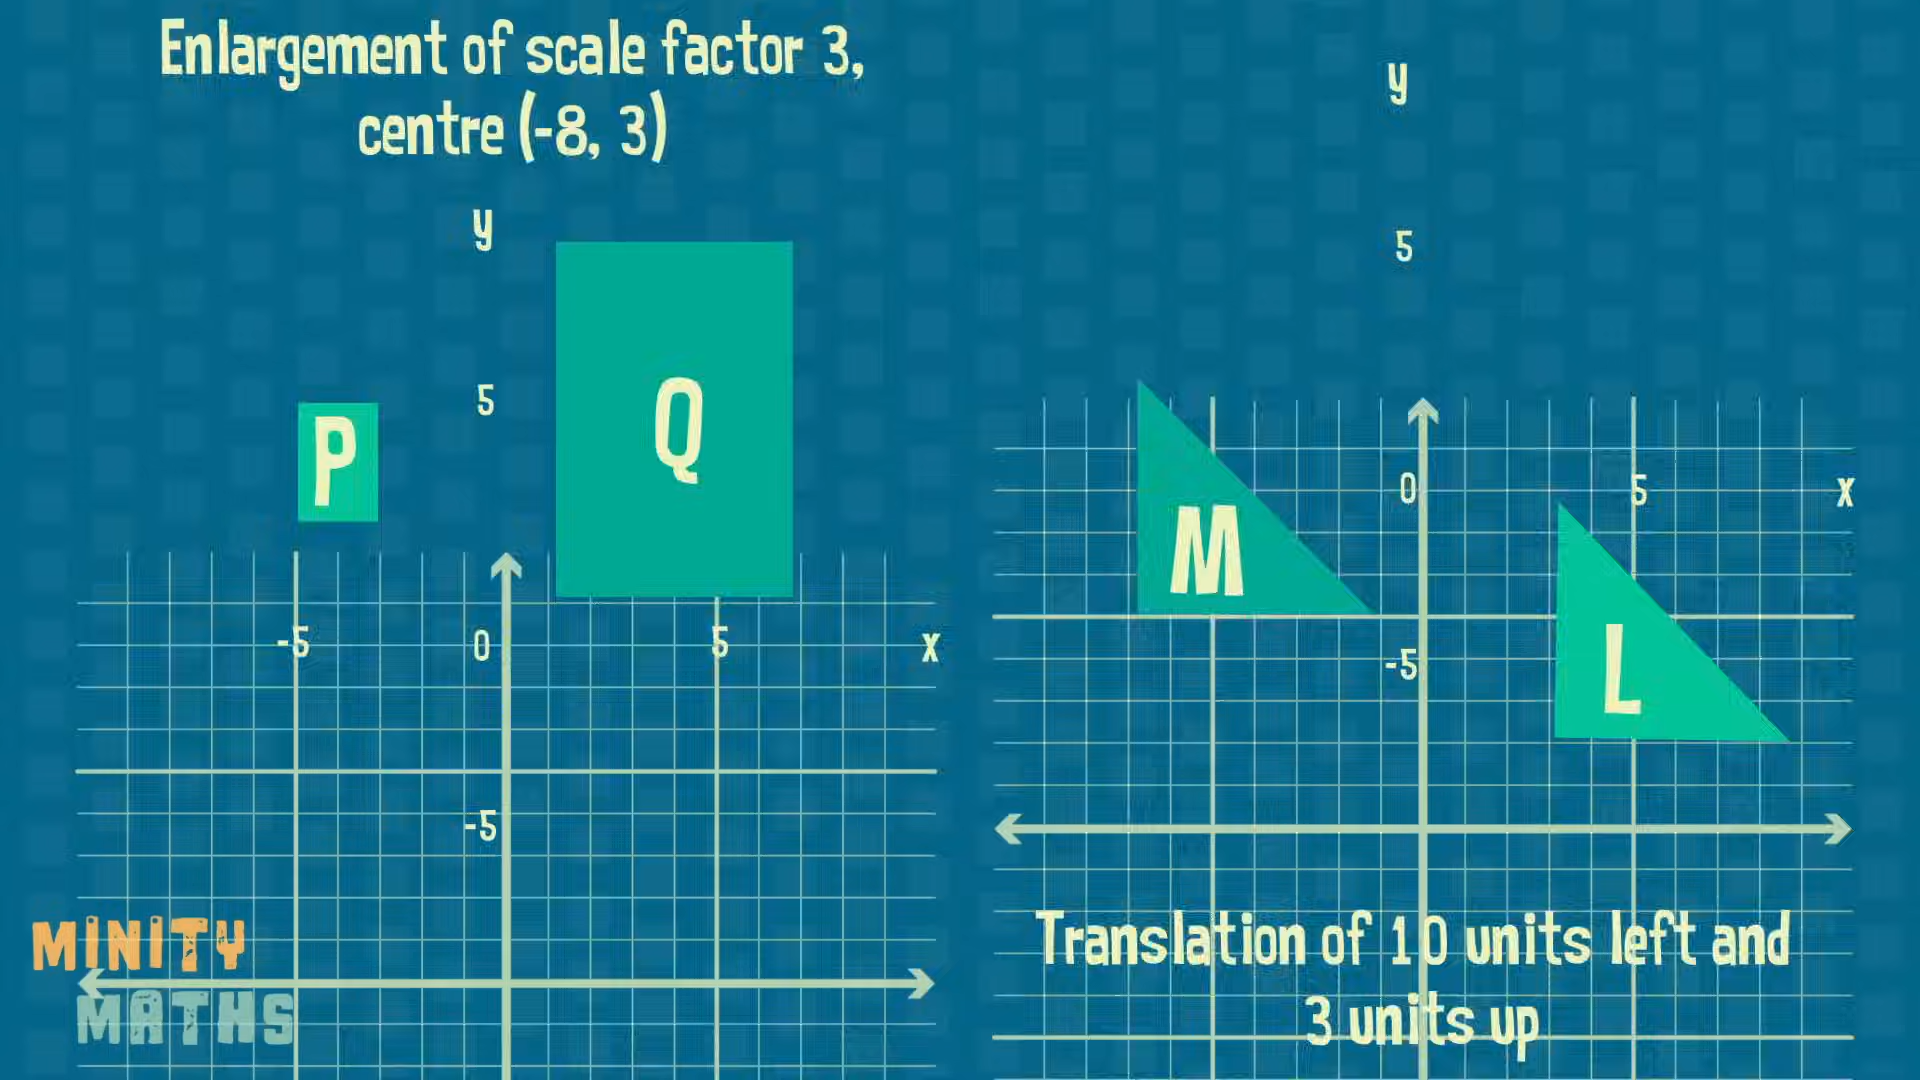 Enlargement of scale factor 3,
centre (-8, 3)
y
5
P
Q
-5
0
5
x
-5
y
5
0
5
x
M
L
-5
Translation of 10 units left and
3 units up
MINITY
MATHS